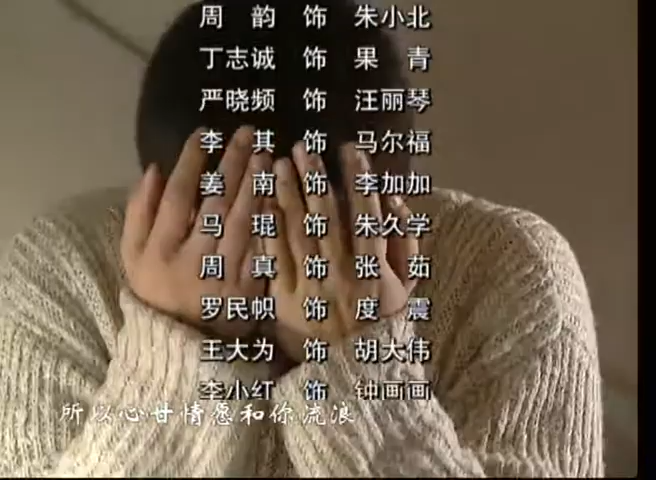 周韵 饰 朱小北
丁志诚 饰 果青
严晓频 饰 汪丽琴
李其 饰 马尔福
姜南 饰 李加加
马琨 饰 朱久学
周真 饰 张茹
罗民帜 饰 度震
王大为 饰 胡大伟
李小红 饰 钟画画
所以心甘情愿和你流浪